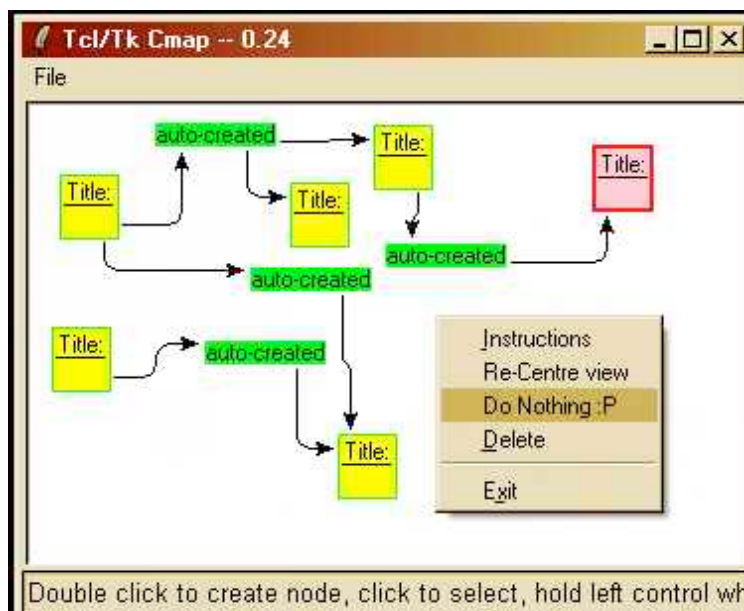 Tcl/Tk Cmap -- 0.24
File
auto-created
Title:
Title:
Title:
Title:
auto-created
auto-created
Title:
auto-created
Title:
Instructions
Re-Centre view
Do Nothing :P
Delete
Exit
Double click to create node, click to select, hold left control wh